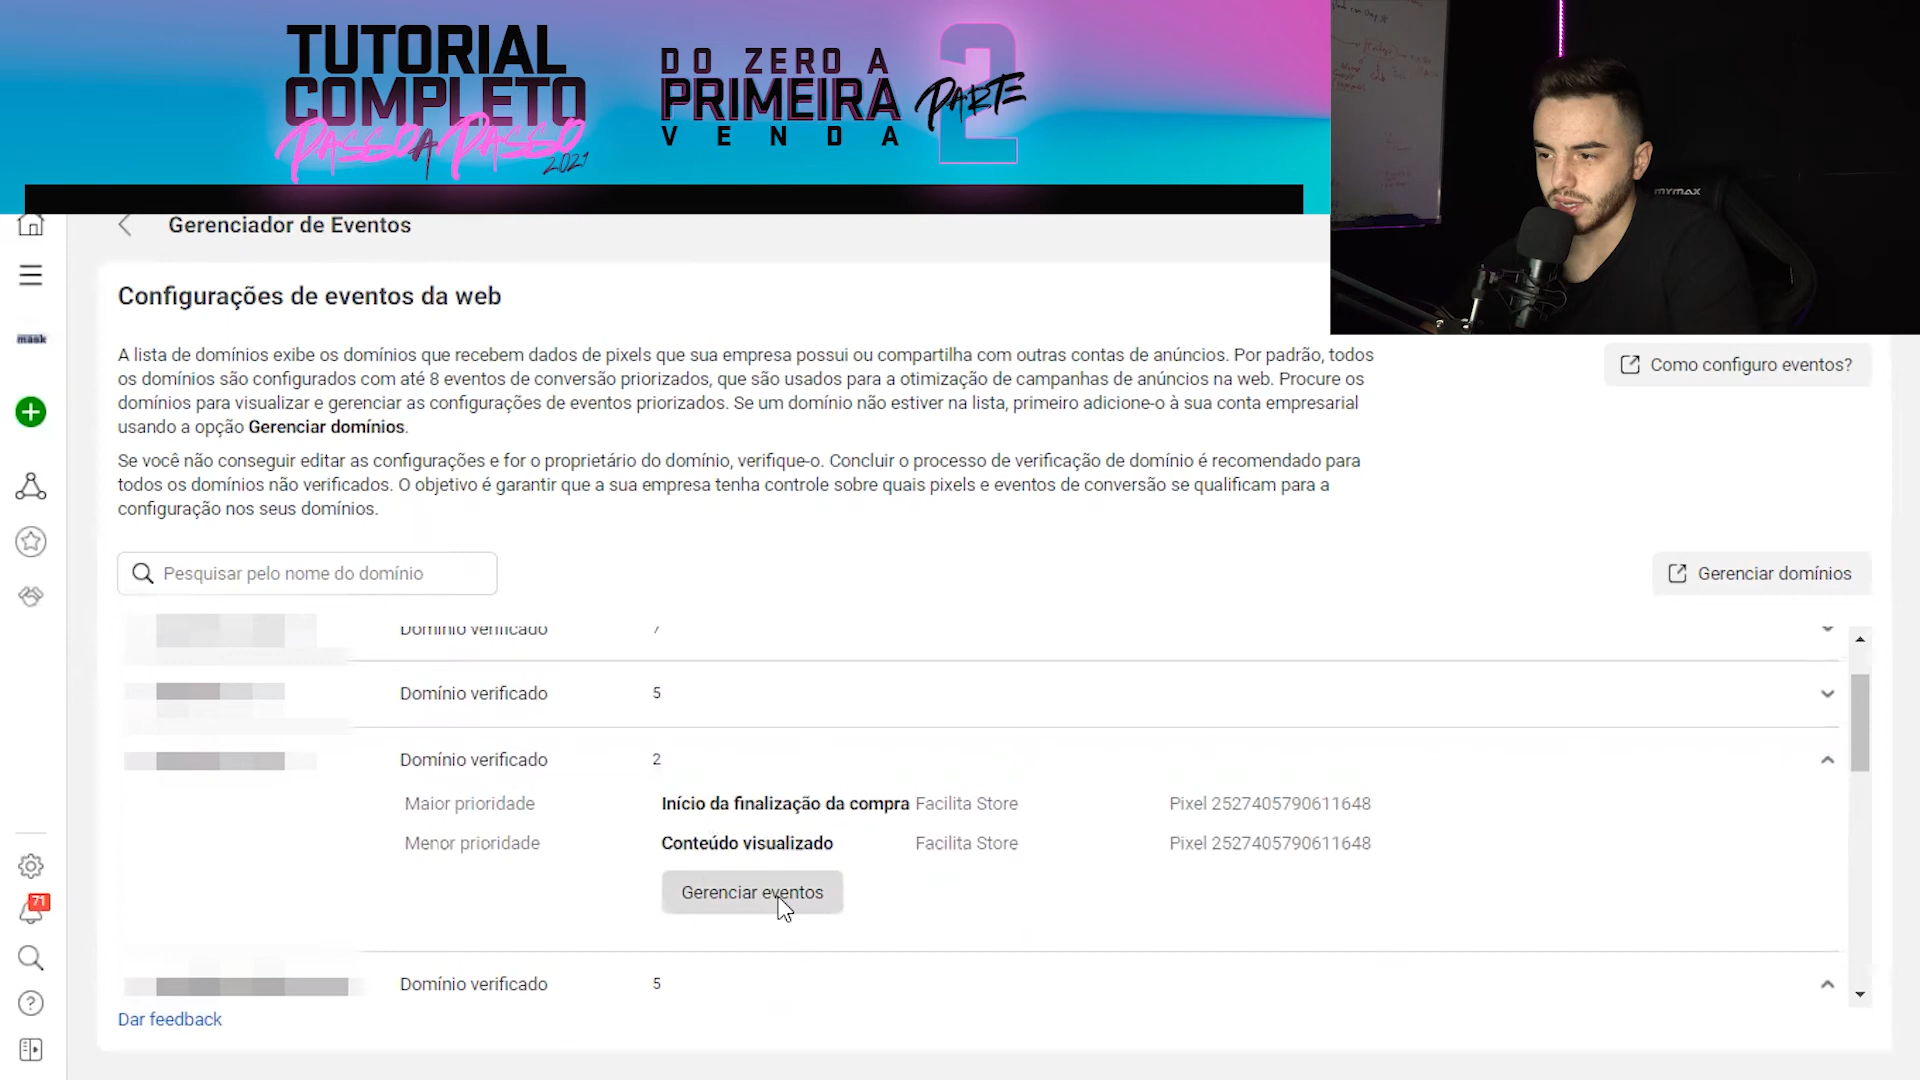 TUTORIAL
COMPLETO
PASSO A PASSO
2021
DO ZERO A
PRIMEIRA
VENDA
PARTE
2
MYMAX
Gerenciador de Eventos
Configurações de eventos da web
A lista de domínios exibe os domínios que recebem dados de pixels que sua empresa possui ou compartilha com outras contas de anúncios. Por padrão, todos
os domínios são configurados com até 8 eventos de conversão priorizados, que são usados para a otimização de campanhas de anúncios na web. Procure os
domínios para visualizar e gerenciar as configurações de eventos priorizados. Se um domínio não estiver na lista, primeiro adicione-o à sua conta empresarial
usando a opção Gerenciar domínios.
Como configuro eventos?
Se você não conseguir editar as configurações e for o proprietário do domínio, verifique-o. Concluir o processo de verificação de domínio é recomendado para
todos os domínios não verificados. O objetivo é garantir que a sua empresa tenha controle sobre quais pixels e eventos de conversão se qualificam para a
configuração nos seus domínios.
mask
Pesquisar pelo nome do domínio
Gerenciar domínios
Domínio verificado 7
Domínio verificado 5
Domínio verificado 2
Maior prioridade Início da finalização da compra Facilita Store Pixel 2527405790611648
Menor prioridade Conteúdo visualizado Facilita Store Pixel 2527405790611648
Gerenciar eventos
71
Domínio verificado 5
Dar feedback